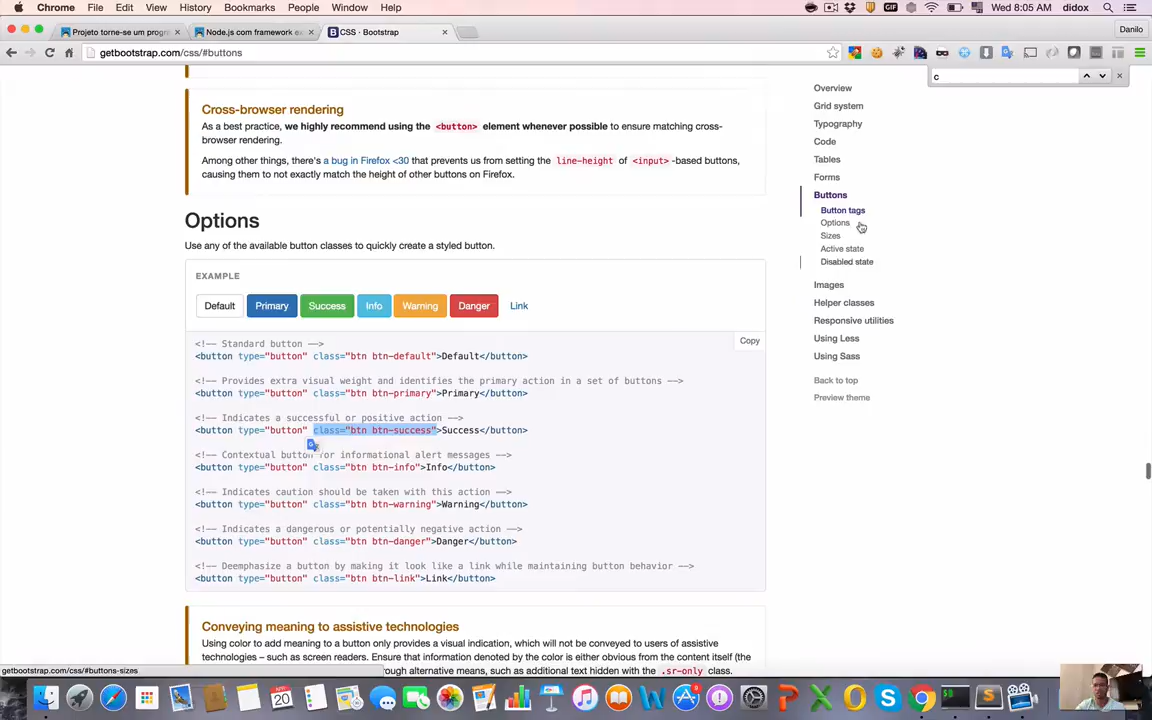 Chrome File Edit View History Bookmarks People Window Help
GIF Wed 8:05 AM didox
Projeto torne-se um progr Node.js com framework ex CSS · Bootstrap Danilo
getbootstrap.com/css/#buttons
c
Cross-browser rendering
As a best practice, we highly recommend using the <button> element whenever possible to ensure matching cross-
browser rendering.
Among other things, there's a bug in Firefox <30 that prevents us from setting the line-height of <input> -based buttons,
causing them to not exactly match the height of other buttons on Firefox.
Options
Use any of the available button classes to quickly create a styled button.
EXAMPLE
Default Primary Success Info Warning Danger Link
Copy
<!-- Standard button -->
<button type="button" class="btn btn-default">Default</button>
<!-- Provides extra visual weight and identifies the primary action in a set of buttons -->
<button type="button" class="btn btn-primary">Primary</button>
<!-- Indicates a successful or positive action -->
<button type="button" class="btn btn-success">Success</button>
<!-- Contextual button for informational alert messages -->
<button type="button" class="btn btn-info">Info</button>
<!-- Indicates caution should be taken with this action -->
<button type="button" class="btn btn-warning">Warning</button>
<!-- Indicates a dangerous or potentially negative action -->
<button type="button" class="btn btn-danger">Danger</button>
<!-- Deemphasize a button by making it look like a link while maintaining button behavior -->
<button type="button" class="btn btn-link">Link</button>
Conveying meaning to assistive technologies
Using color to add meaning to a button only provides a visual indication, which will not be conveyed to users of assistive
technologies – such as screen readers. Ensure that information denoted by the color is either obvious from the content itself (the
rough alternative means, such as additional text hidden with the .sr-only class.
Overview
Grid system
Typography
Code
Tables
Forms
Buttons
Button tags
Options
Sizes
Active state
Disabled state
Images
Helper classes
Responsive utilities
Using Less
Using Sass
Back to top
Preview theme
getbootstrap.com/css/#buttons-sizes